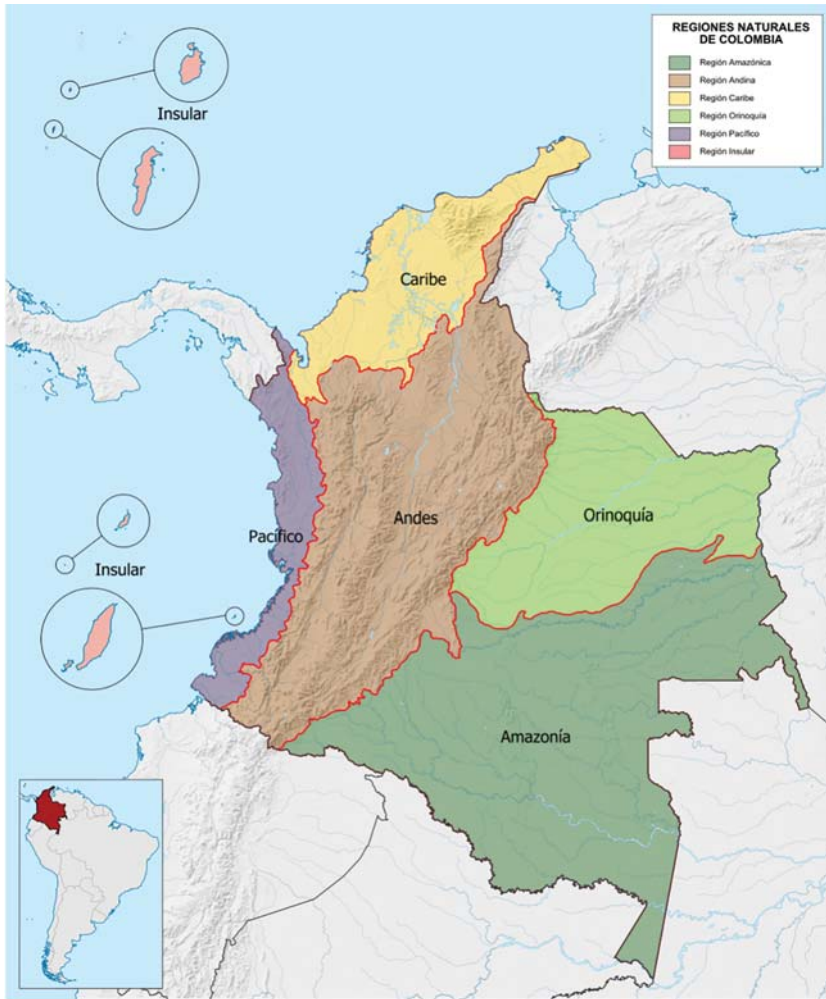 REGIONES NATURALES
DE COLOMBIA
Región Amazónica
Región Andina
Región Caribe
Región Orinoquía
Región Pacífico
Región Insular
Insular
Caribe
Pacífico
Andes
Orinoquía
Insular
Amazonía